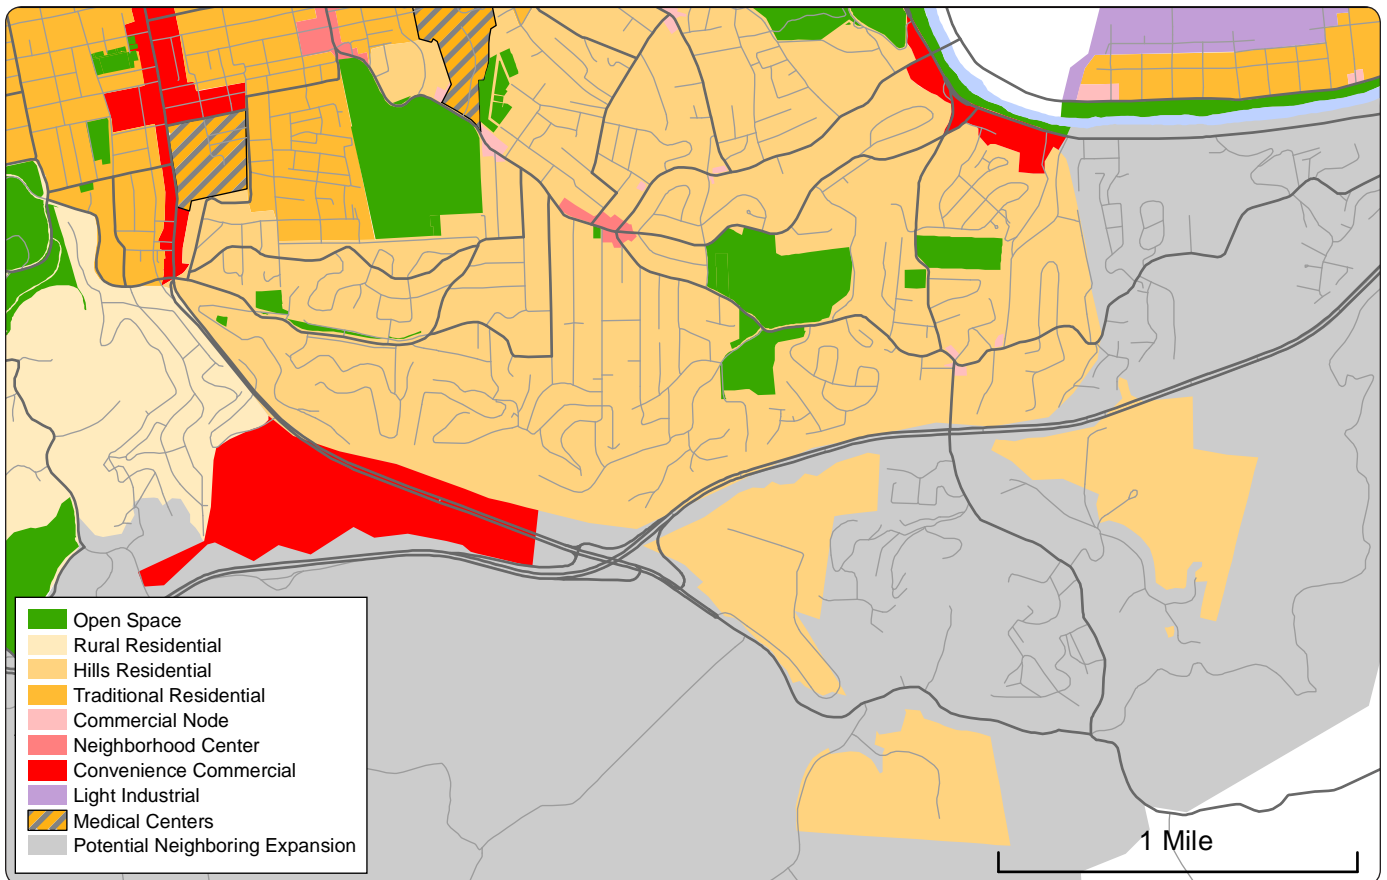 Open Space
Rural Residential
Hills Residential
Traditional Residential
Commercial Node
Neighborhood Center
Convenience Commercial
Light Industrial
Medical Centers
Potential Neighboring Expansion
1 Mile